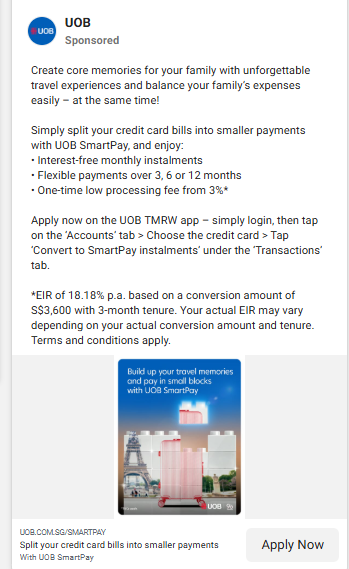 UOB
UOB
Sponsored
Create core memories for your family with unforgettable
travel experiences and balance your family's expenses
easily – at the same time!
Simply split your credit card bills into smaller payments
with UOB SmartPay, and enjoy:
• Interest-free monthly instalments
• Flexible payments over 3, 6 or 12 months
• One-time low processing fee from 3%*
Apply now on the UOB TMRW app – simply login, then tap
on the 'Accounts' tab > Choose the credit card > Tap
'Convert to SmartPay instalments' under the 'Transactions'
tab.
*EIR of 18.18% p.a. based on a conversion amount of
S$3,600 with 3-month tenure. Your actual EIR may vary
depending on your actual conversion amount and tenure.
Terms and conditions apply.
Build up your travel memories
and pay in small blocks
with UOB SmartPay
UOB
UOB.COM.SG/SMARTPAY
Split your credit card bills into smaller payments
With UOB SmartPay
Apply Now